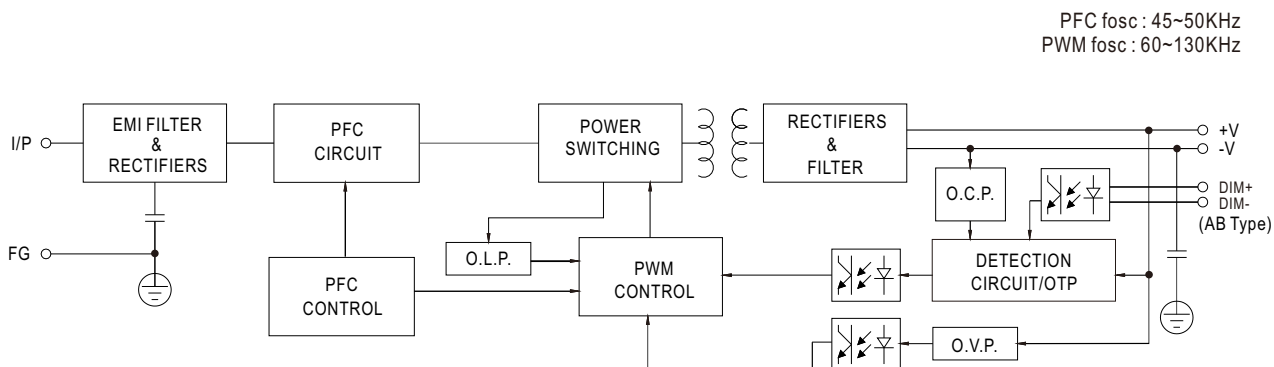 PFC fosc : 45~50KHz
PWM fosc : 60~130KHz
I/P
EMI FILTER
&
RECTIFIERS
PFC
CIRCUIT
POWER
SWITCHING
RECTIFIERS
&
FILTER
+V
-V
O.C.P.
DIM+
DIM-
(AB Type)
FG
O.L.P.
PFC
CONTROL
PWM
CONTROL
DETECTION
CIRCUIT/OTP
O.V.P.